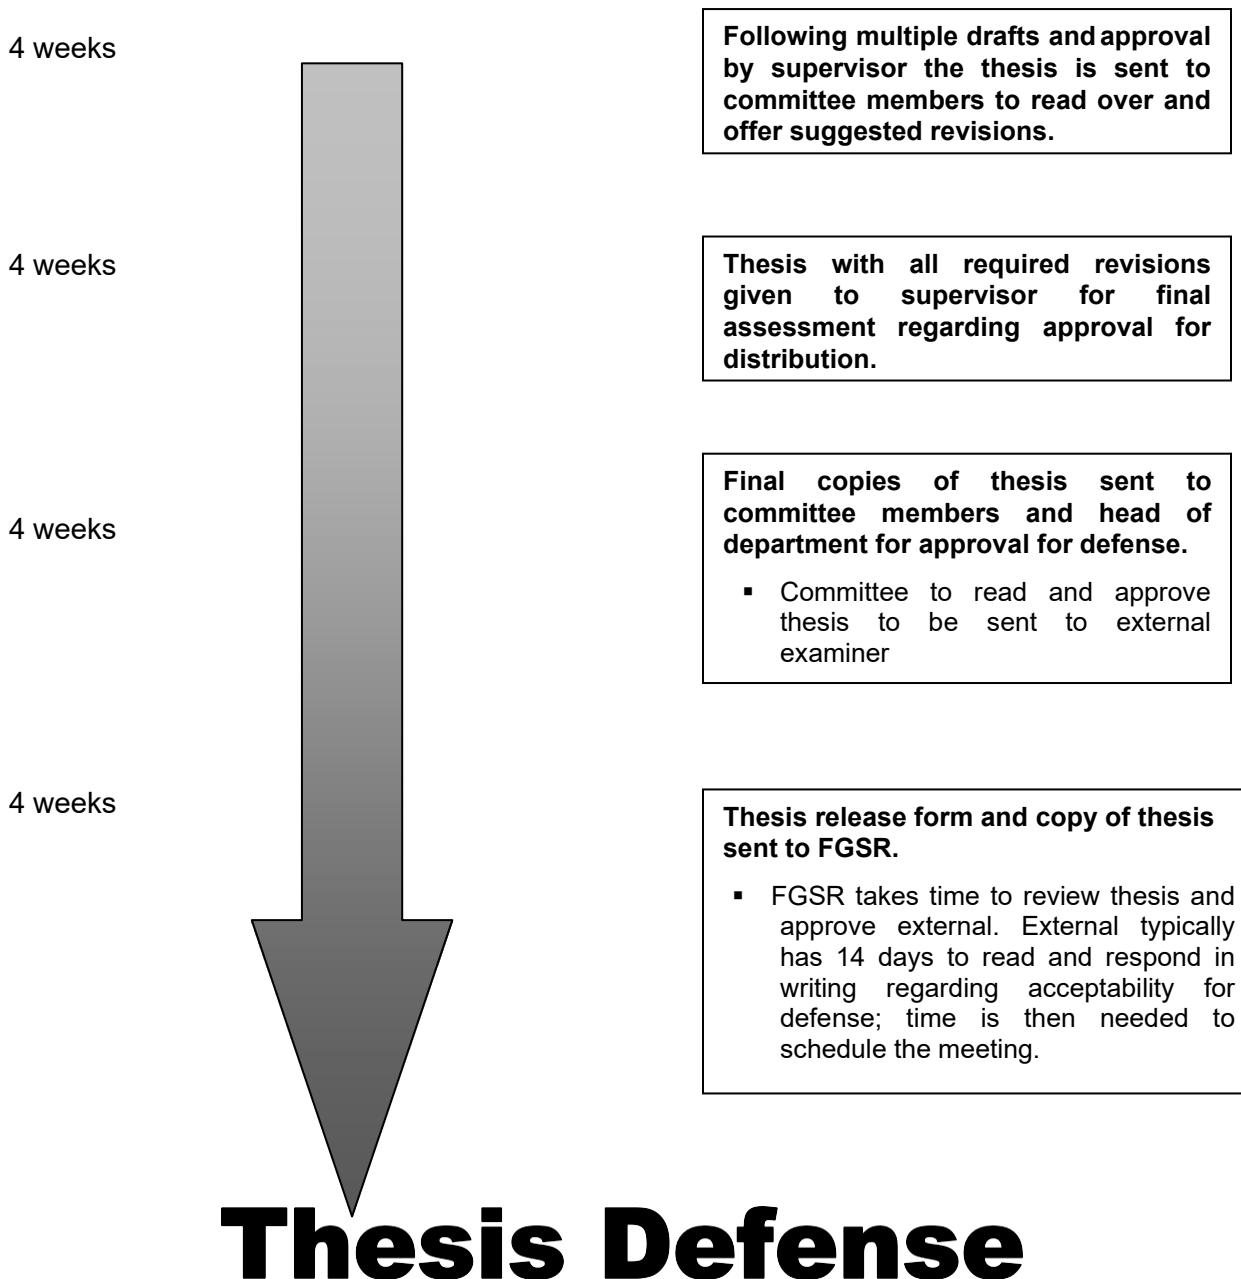 4 weeks
Following multiple drafts and approval
by supervisor the thesis is sent to
committee members to read over and
offer suggested revisions.
4 weeks
Thesis with all required revisions
given to supervisor for final
assessment regarding approval for
distribution.
4 weeks
Final copies of thesis sent to
committee members and head of
department for approval for defense.
▪ Committee to read and approve
thesis to be sent to external
examiner
4 weeks
Thesis release form and copy of thesis
sent to FGSR.
▪ FGSR takes time to review thesis and
approve external. External typically
has 14 days to read and respond in
writing regarding acceptability for
defense; time is then needed to
schedule the meeting.
Thesis Defense